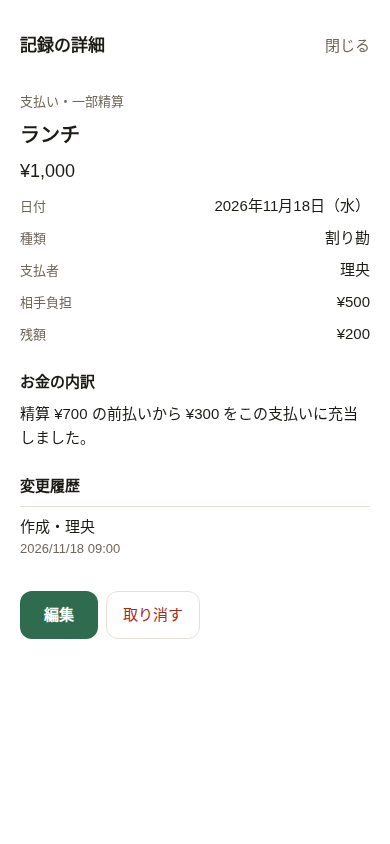 記録の詳細
閉じる
支払い・一部精算
ランチ
¥1,000
日付
2026年11月18日（水）
種類
割り勘
支払者
理央
相手負担
¥500
残額
¥200
お金の内訳
精算 ¥700 の前払いから ¥300 をこの支払いに充当
しました。
変更履歴
作成・理央
2026/11/18 09:00
編集
取り消す